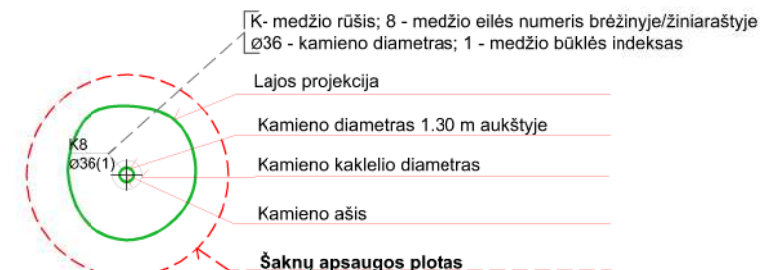 K- medžio rūšis; 8 - medžio eilės numeris brėžinyje/žiniaraštyje
ø36 - kamieno diametras; 1 - medžio būklės indeksas
Lajos projekcija
Kamieno diametras 1.30 m aukštyje
K8
ø36(1)
Kamieno kaklelio diametras
Kamieno ašis
Šaknų apsaugos plotas